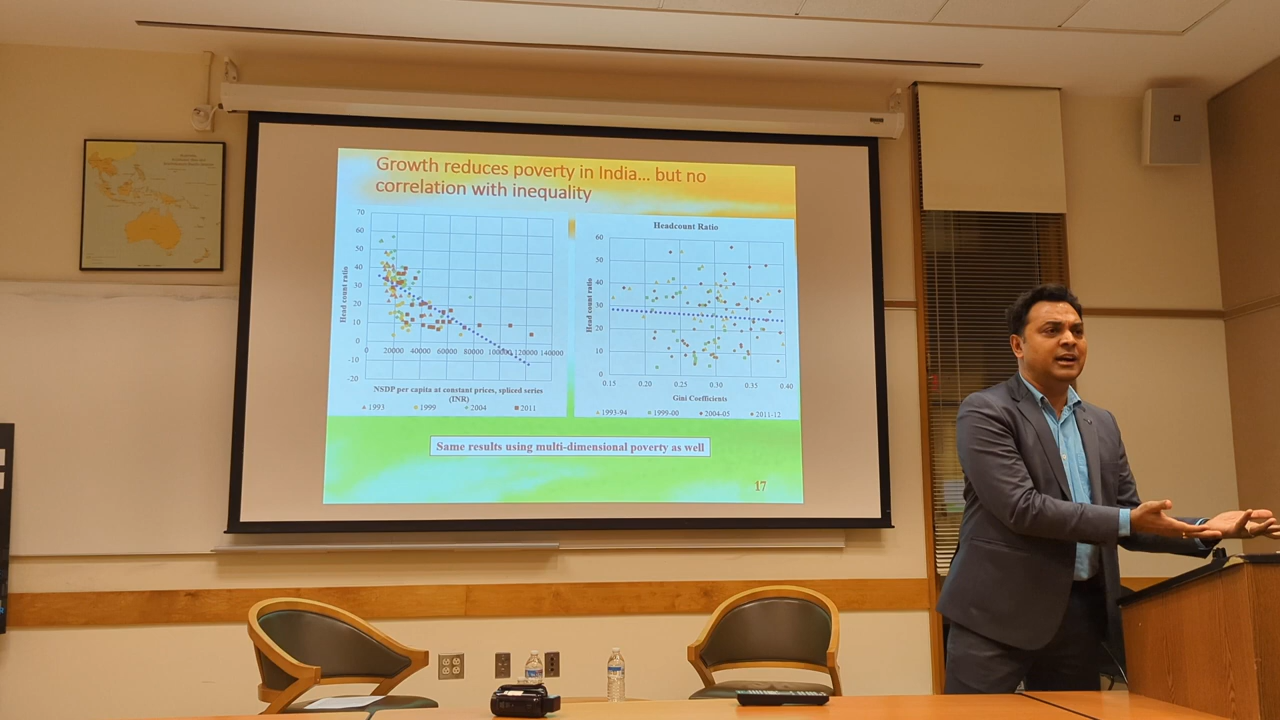 Growth reduces poverty in India... but no
correlation with inequality
70
60
50
40
30
20
10
0
-10
-20
Head count ratio
0 20000 40000 60000 80000 100000 120000 140000
NSDP per capita at constant prices, spliced series
(INR)
1993 1999 2004 2011
Headcount Ratio
60
50
40
30
20
10
0
Head count ratio
0.15 0.20 0.25 0.30 0.35 0.40
Gini Coefficients
1993-94 1999-00 2004-05 2011-12
Same results using multi-dimensional poverty as well
17